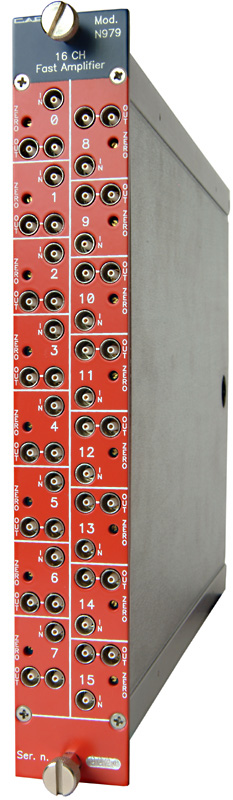 CAEN
Mod.
N979
16 CH
Fast Amplifier
IN
ZERO
0
OUT
IN
ZERO
1
OUT
IN
ZERO
2
OUT
IN
ZERO
3
OUT
IN
ZERO
4
OUT
IN
ZERO
5
OUT
IN
ZERO
6
OUT
IN
ZERO
7
OUT
OUT
8
ZERO
IN
OUT
9
ZERO
IN
OUT
10
ZERO
IN
OUT
11
ZERO
IN
OUT
12
ZERO
IN
OUT
13
ZERO
IN
OUT
14
ZERO
IN
OUT
15
ZERO
IN
Ser. n.